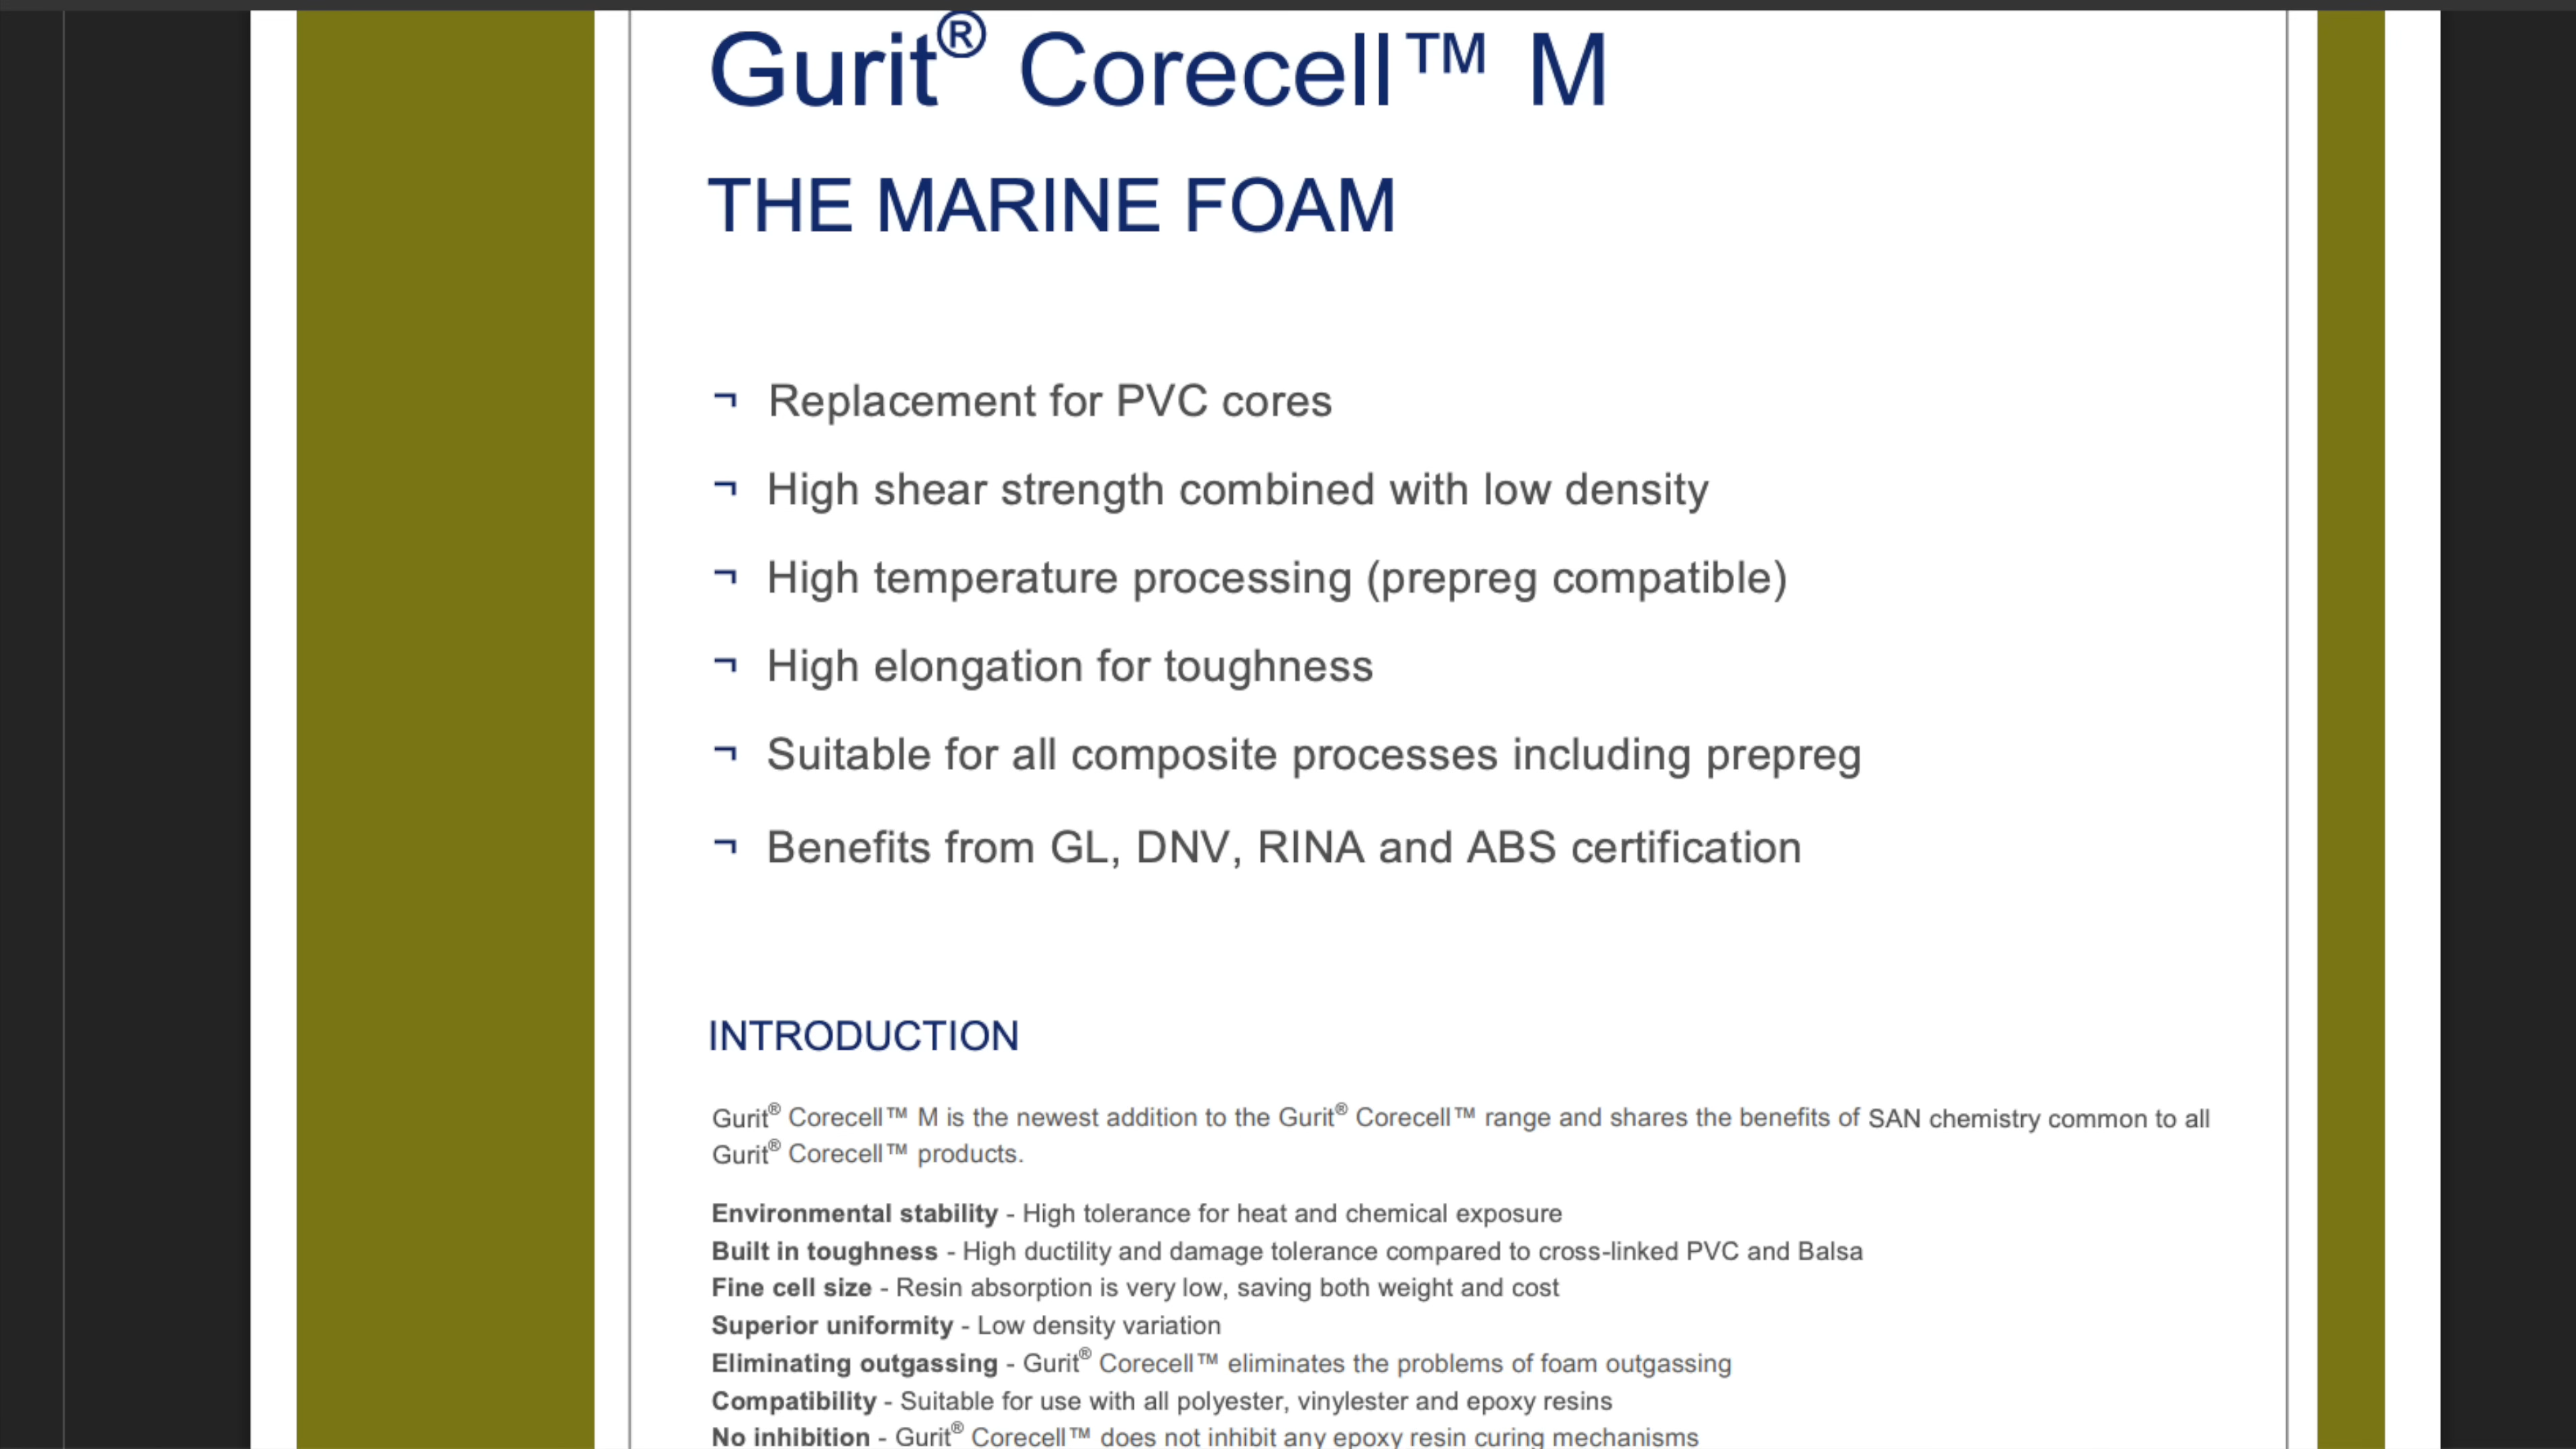 Gurit® Corecell™ M
THE MARINE FOAM
¬ Replacement for PVC cores
¬ High shear strength combined with low density
¬ High temperature processing (prepreg compatible)
¬ High elongation for toughness
¬ Suitable for all composite processes including prepreg
¬ Benefits from GL, DNV, RINA and ABS certification
INTRODUCTION
Gurit® Corecell™ M is the newest addition to the Gurit® Corecell™ range and shares the benefits of SAN chemistry common to all
Gurit® Corecell™ products.
Environmental stability - High tolerance for heat and chemical exposure
Built in toughness - High ductility and damage tolerance compared to cross-linked PVC and Balsa
Fine cell size - Resin absorption is very low, saving both weight and cost
Superior uniformity - Low density variation
Eliminating outgassing - Gurit® Corecell™ eliminates the problems of foam outgassing
Compatibility - Suitable for use with all polyester, vinylester and epoxy resins
No inhibition - Gurit® Corecell™ does not inhibit any epoxy resin curing mechanisms